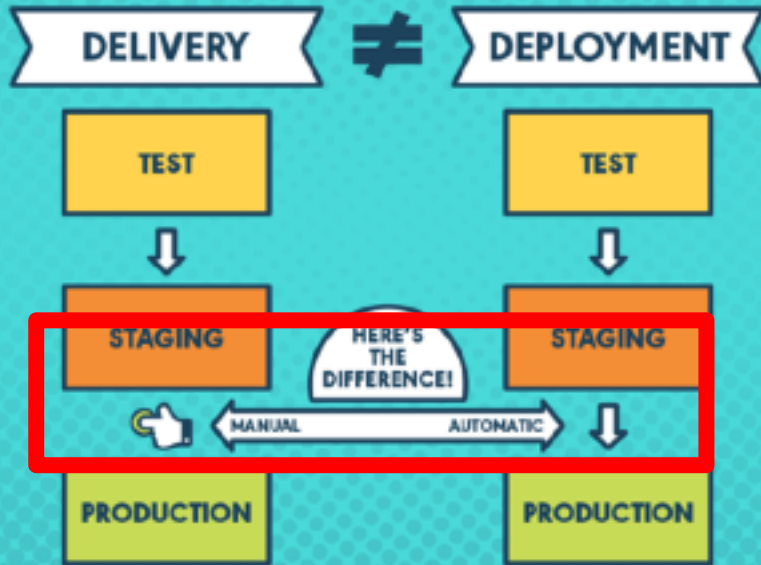 DELIVERY ≠ DEPLOYMENT
TEST TEST
STAGING STAGING
HERE'S
THE
DIFFERENCE!
MANUAL AUTOMATIC
PRODUCTION PRODUCTION